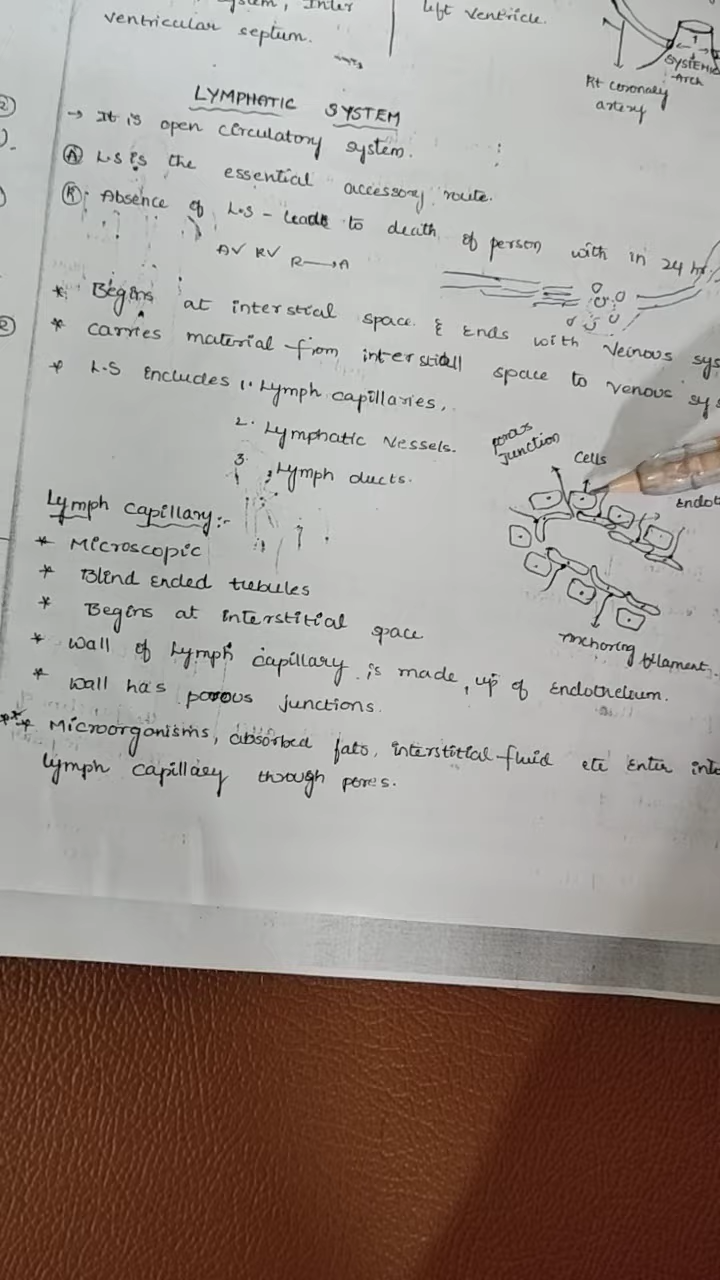 ventricular septum.
left ventricle.
SYSTEMIC
Arch
Rt coronary
artery
LYMPHATIC SYSTEM
→ It is open circulatory system.
(A) L.S is the essential accessory route.
(R). Absence of L.S - leads to death of person with in 24 hr.
AV RV R→A
* Begins at interstial space & Ends with Veinous sys
* carries material from interstiall space to venous sys
* L.S includes 1. Lymph capillaries,
2. Lymphatic Vessels.
3. Lymph ducts.
porous
junction
cells
Endot
Anchoring filament.
Lymph Capillary:-
* Microscopic
* Blind Ended tubules
* Begins at interstitial space
* wall of Lymph capillary is made up of Endothelium.
* wall has porous junctions.
** Microorganisms, absorbed fats, interstitial fluid etc Enter into
lymph capillary through pores.